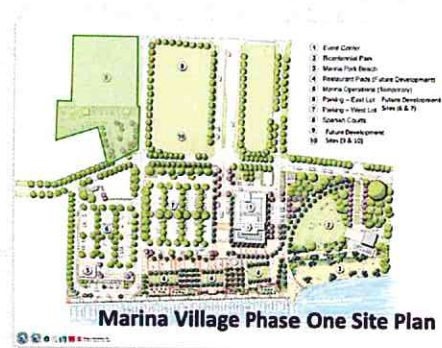 1 Event Center
2 Bicentennial Park
3 Marina Park Beach
4 Restaurant Pads (Future Development)
5 Marina Operations (Temporary)
6 Parking – East Lot Future Development
7 Parking – West Lot Sites (6 & 7)
8 Spanish Courts
9 Future Development
10 Sites (9 & 10)
Marina Village Phase One Site Plan